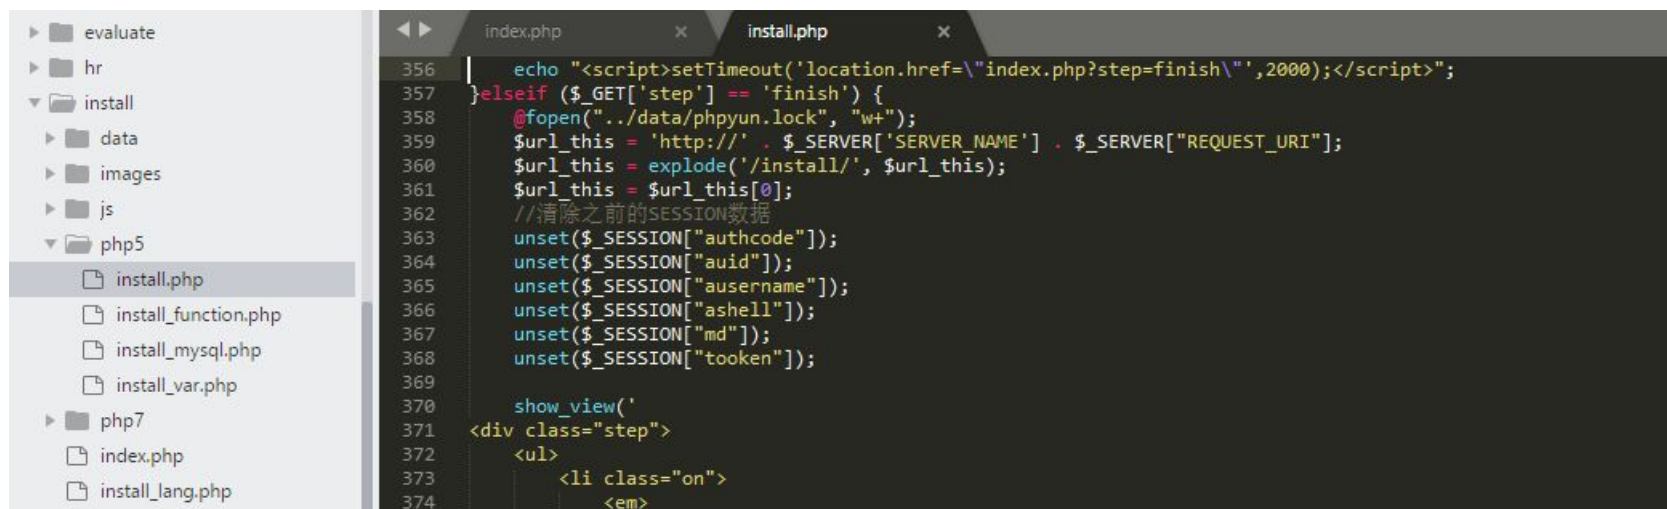 evaluate
hr
install
data
images
js
php5
install.php
install_function.php
install_mysql.php
install_var.php
php7
index.php
install_lang.php
index.php × install.php ×
356 echo "<script>setTimeout('location.href=\"index.php?step=finish\"',2000);</script>";
357 }elseif ($_GET['step'] == 'finish') {
358 @fopen("../data/phpyun.lock", "w+");
359 $url_this = 'http://' . $_SERVER['SERVER_NAME'] . $_SERVER["REQUEST_URI"];
360 $url_this = explode('/install/', $url_this);
361 $url_this = $url_this[0];
362 //清除之前的SESSION数据
363 unset($_SESSION["authcode"]);
364 unset($_SESSION["auid"]);
365 unset($_SESSION["ausername"]);
366 unset($_SESSION["ashell"]);
367 unset($_SESSION["md"]);
368 unset($_SESSION["tooken"]);
369
370 show_view('
371 <div class="step">
372 <ul>
373 <li class="on">
374 <em>